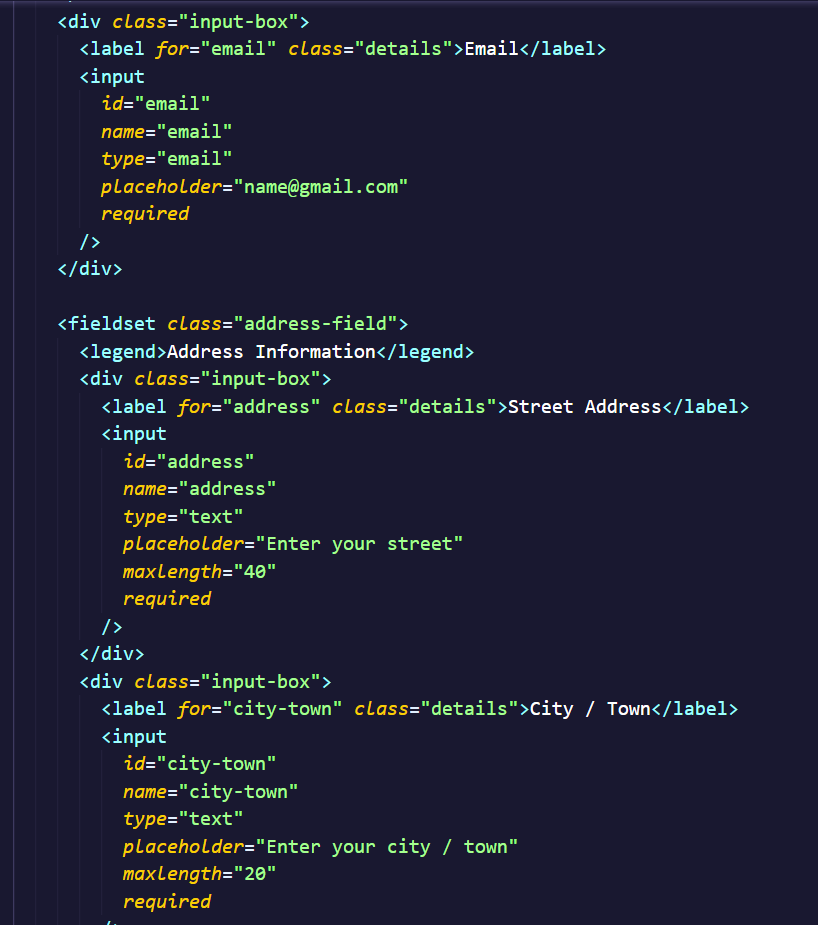 <div class="input-box">
<label for="email" class="details">Email</label>
<input
id="email"
name="email"
type="email"
placeholder="name@gmail.com"
required
/>
</div>
<fieldset class="address-field">
<legend>Address Information</legend>
<div class="input-box">
<label for="address" class="details">Street Address</label>
<input
id="address"
name="address"
type="text"
placeholder="Enter your street"
maxlength="40"
required
/>
</div>
<div class="input-box">
<label for="city-town" class="details">City / Town</label>
<input
id="city-town"
name="city-town"
type="text"
placeholder="Enter your city / town"
maxlength="20"
required